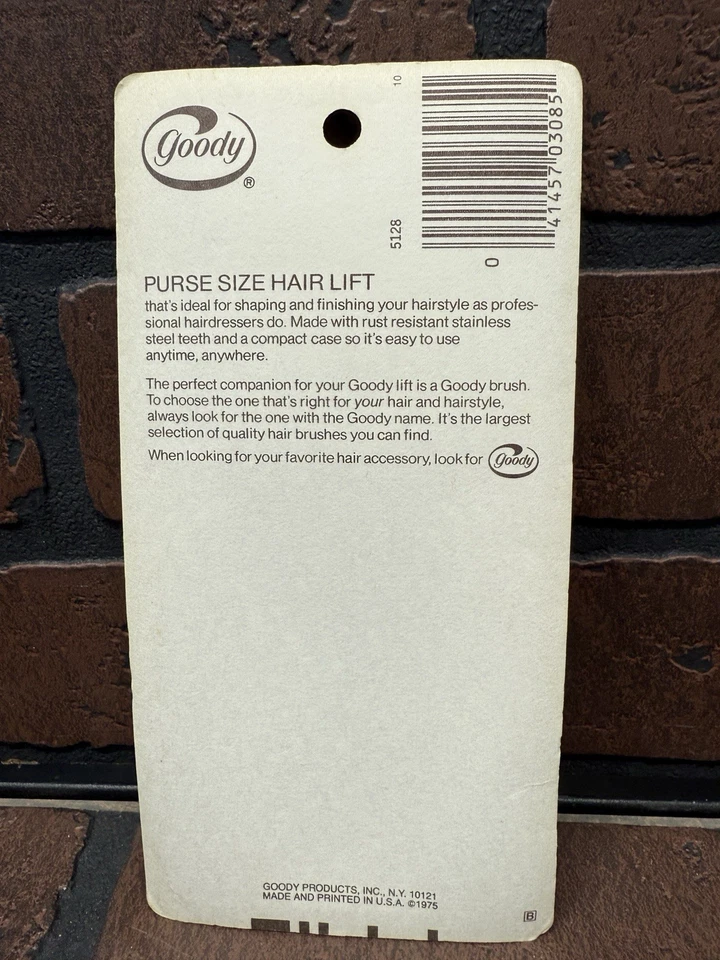 goody®
10
41457 03085
5128
0
PURSE SIZE HAIR LIFT
that's ideal for shaping and finishing your hairstyle as profes-
sional hairdressers do. Made with rust resistant stainless
steel teeth and a compact case so it's easy to use
anytime, anywhere.
The perfect companion for your Goody lift is a Goody brush.
To choose the one that's right for your hair and hairstyle,
always look for the one with the Goody name. It's the largest
selection of quality hair brushes you can find.
When looking for your favorite hair accessory, look for goody
GOODY PRODUCTS, INC., N.Y. 10121
MADE AND PRINTED IN U.S.A. ©1975
B